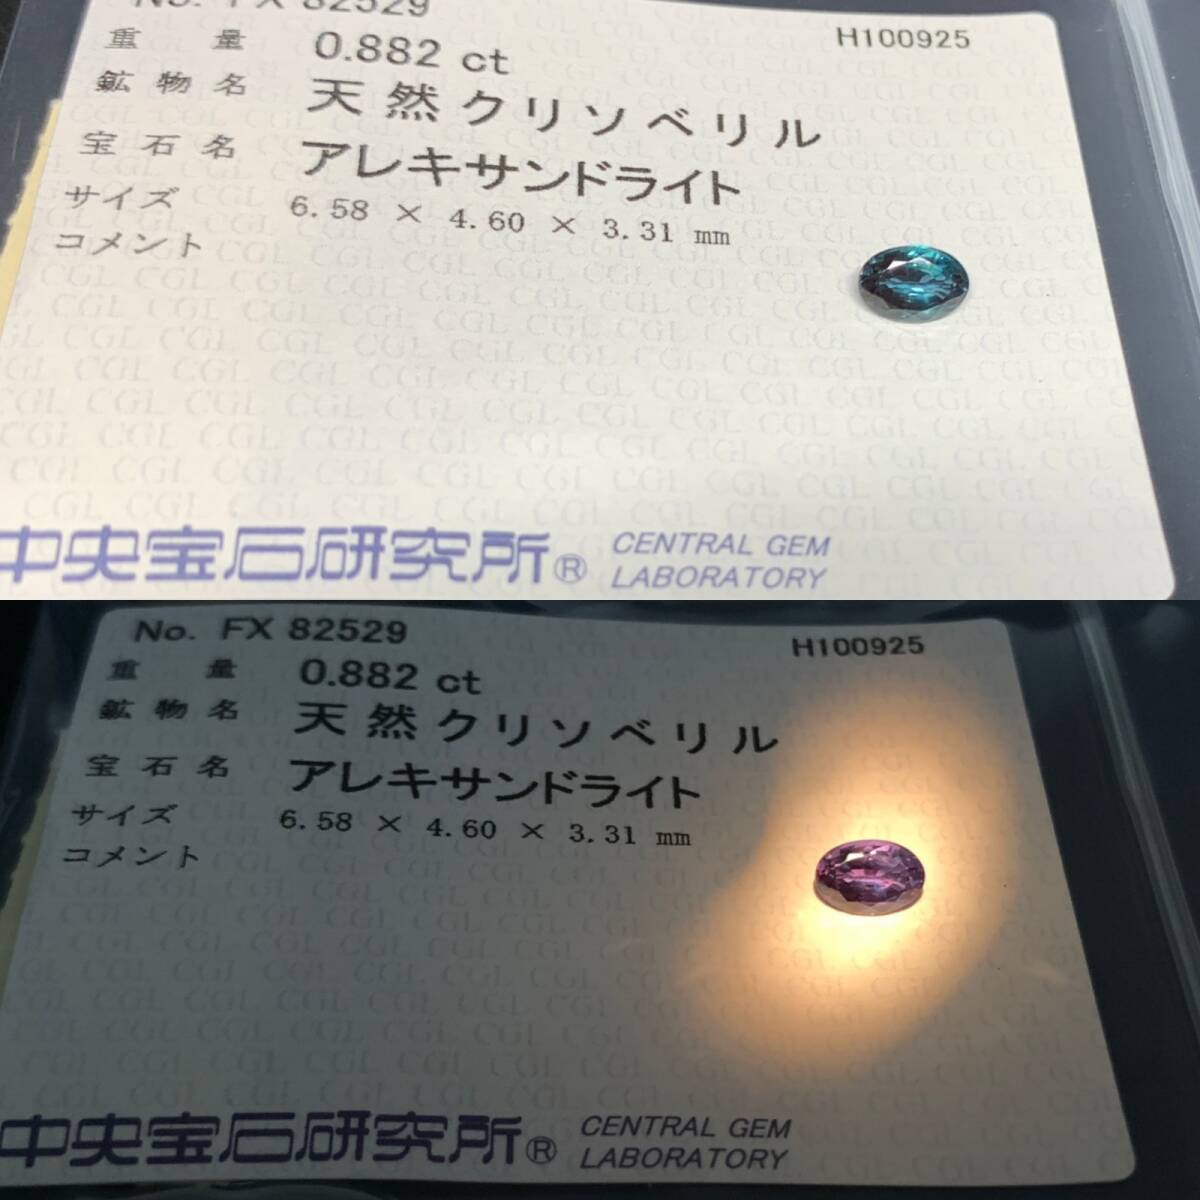 No. FX 82529
H100925
重量 0.882 ct
鉱物名 天然クリソベリル
宝石名 アレキサンドライト
サイズ 6.58 × 4.60 × 3.31 mm
コメント
中央宝石研究所® CENTRAL GEM LABORATORY
No. FX 82529
H100925
重量 0.882 ct
鉱物名 天然クリソベリル
宝石名 アレキサンドライト
サイズ 6.58 × 4.60 × 3.31 mm
コメント
中央宝石研究所® CENTRAL GEM LABORATORY